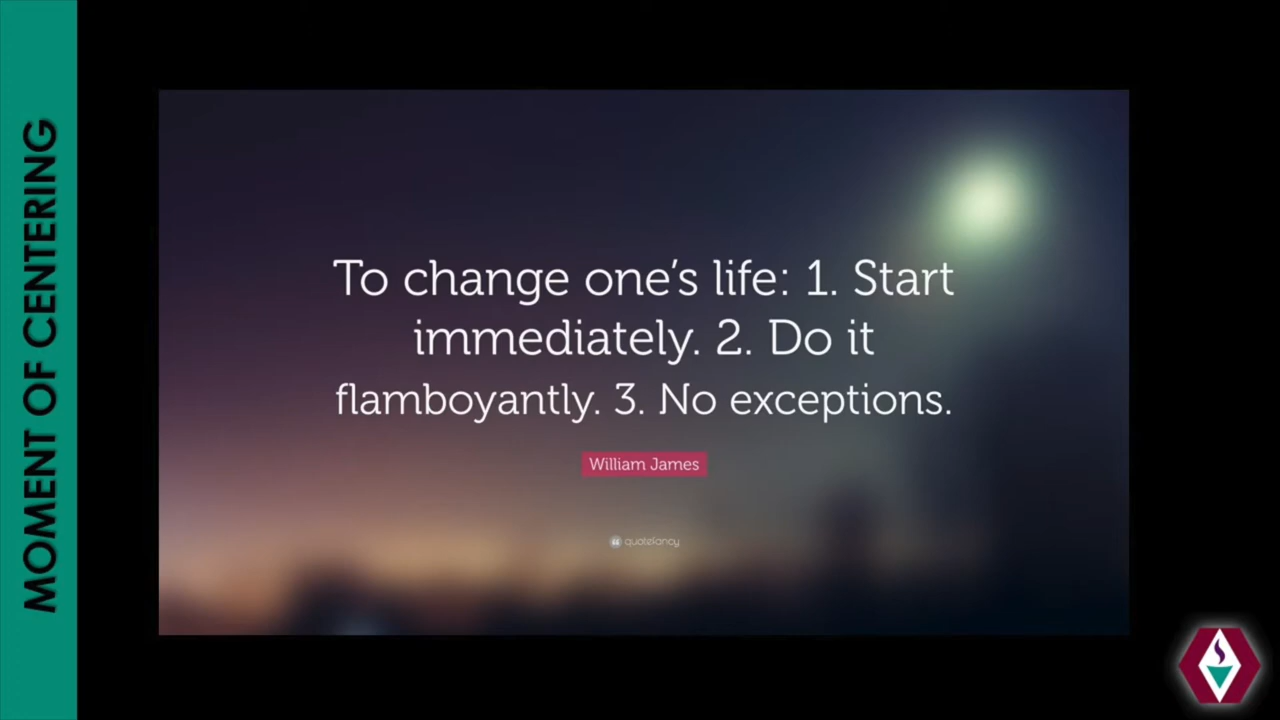 MOMENT OF CENTERING
To change one’s life: 1. Start
immediately. 2. Do it
flamboyantly. 3. No exceptions.
William James
quotefancy